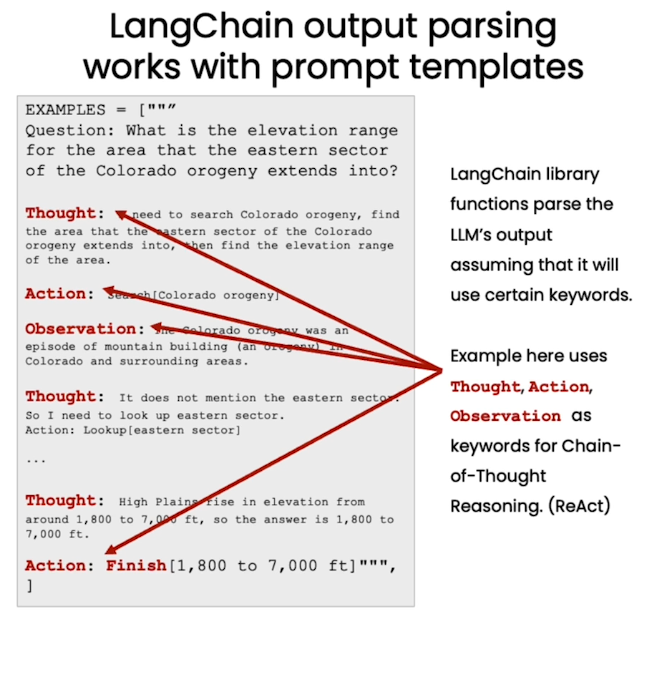 LangChain output parsing
works with prompt templates
EXAMPLES = ["""
Question: What is the elevation range
for the area that the eastern sector
of the Colorado orogeny extends into?
Thought: need to search Colorado orogeny, find
the area that the eastern sector of the Colorado
orogeny extends into, then find the elevation range
of the area.
Action: Search[Colorado orogeny]
Observation: The Colorado orogeny was an
episode of mountain building (an orogeny) in
Colorado and surrounding areas.
Thought: It does not mention the eastern sector.
So I need to look up eastern sector.
Action: Lookup[eastern sector]
...
Thought: High Plains rise in elevation from
around 1,800 to 7,000 ft, so the answer is 1,800 to
7,000 ft.
Action: Finish[1,800 to 7,000 ft]""",
]
LangChain library
functions parse the
LLM's output
assuming that it will
use certain keywords.
Example here uses
Thought, Action,
Observation as
keywords for Chain-
of-Thought
Reasoning. (ReAct)